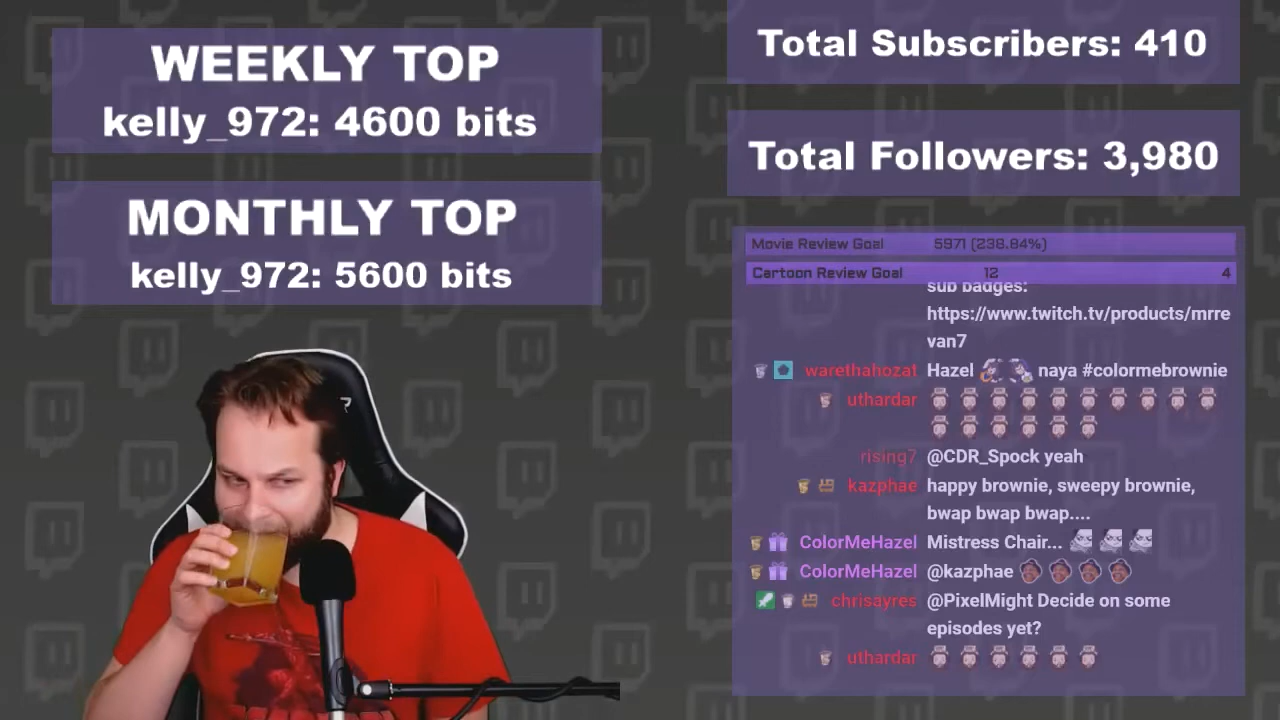 WEEKLY TOP
kelly_972: 4600 bits
MONTHLY TOP
kelly_972: 5600 bits
Total Subscribers: 410
Total Followers: 3,980
Movie Review Goal 5971 (238.84%)
Cartoon Review Goal 12 4
sub badges:
https://www.twitch.tv/products/mrre
van7
warethahozat Hazel naya #colormebrownie
uthardar
rising7 @CDR_Spock yeah
kazphae happy brownie, sweepy brownie,
bwap bwap bwap....
ColorMeHazel Mistress Chair...
ColorMeHazel @kazphae
chrisayres @PixelMight Decide on some
episodes yet?
uthardar